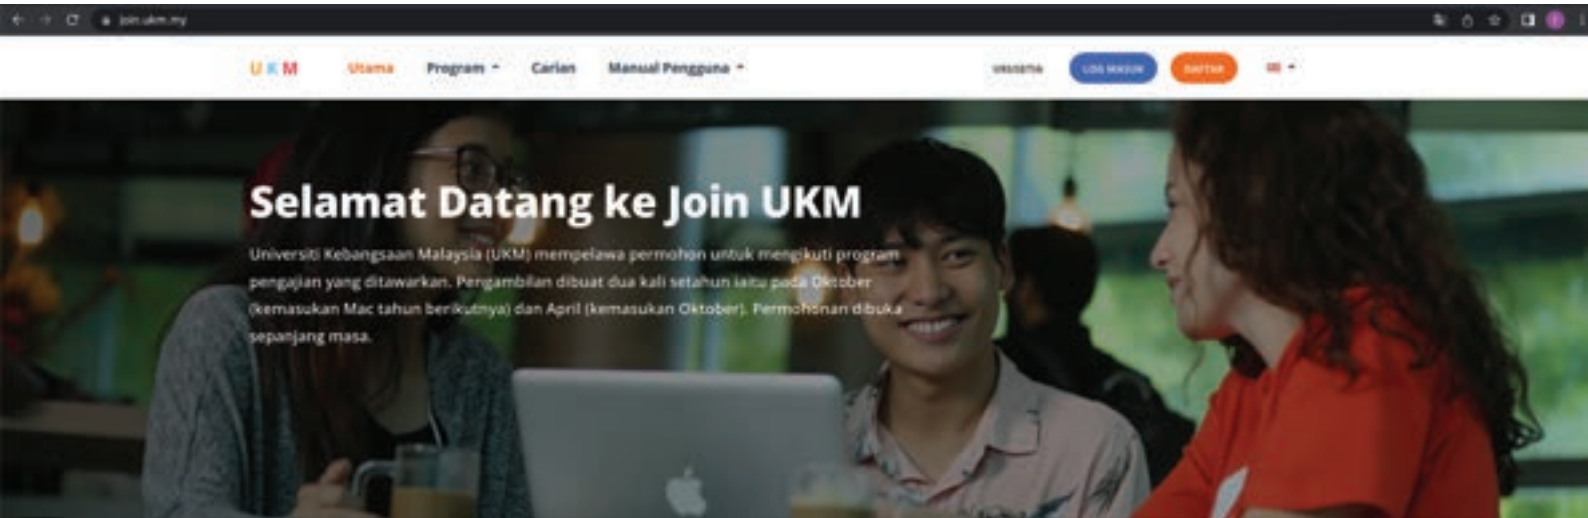 join.ukm.my
UKM Utama Program Carian Manual Pengguna LOG MASUK DAFTAR
Selamat Datang ke Join UKM
Universiti Kebangsaan Malaysia (UKM) mempelawa permohon untuk mengikuti program
pengajian yang ditawarkan. Pengambilan dibuat dua kali setahun iaitu pada Oktober
(kemasukan Mac tahun berikutnya) dan April (kemasukan Oktober). Permohonan dibuka
sepanjang masa.